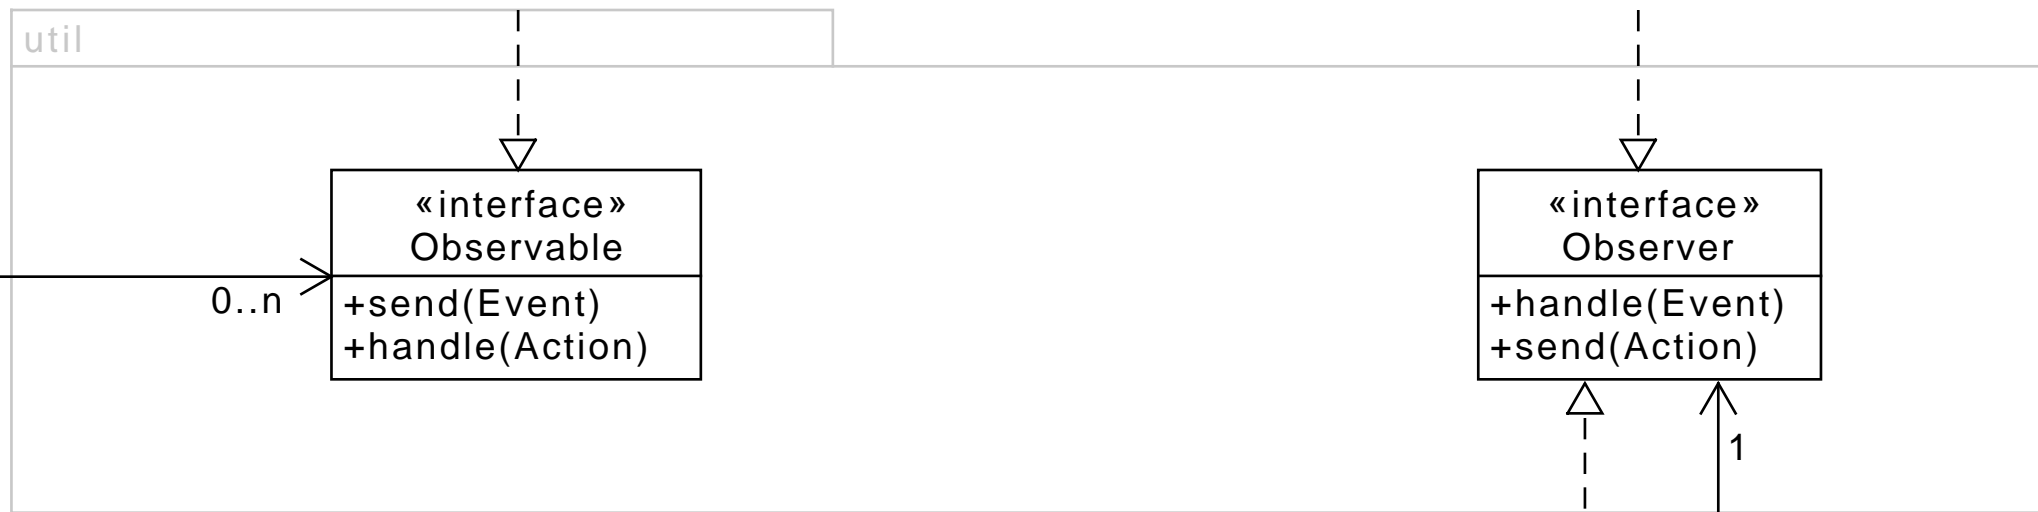 util
«interface»
Observable
0..n
+send(Event)
+handle(Action)
«interface»
Observer
+handle(Event)
+send(Action)
1